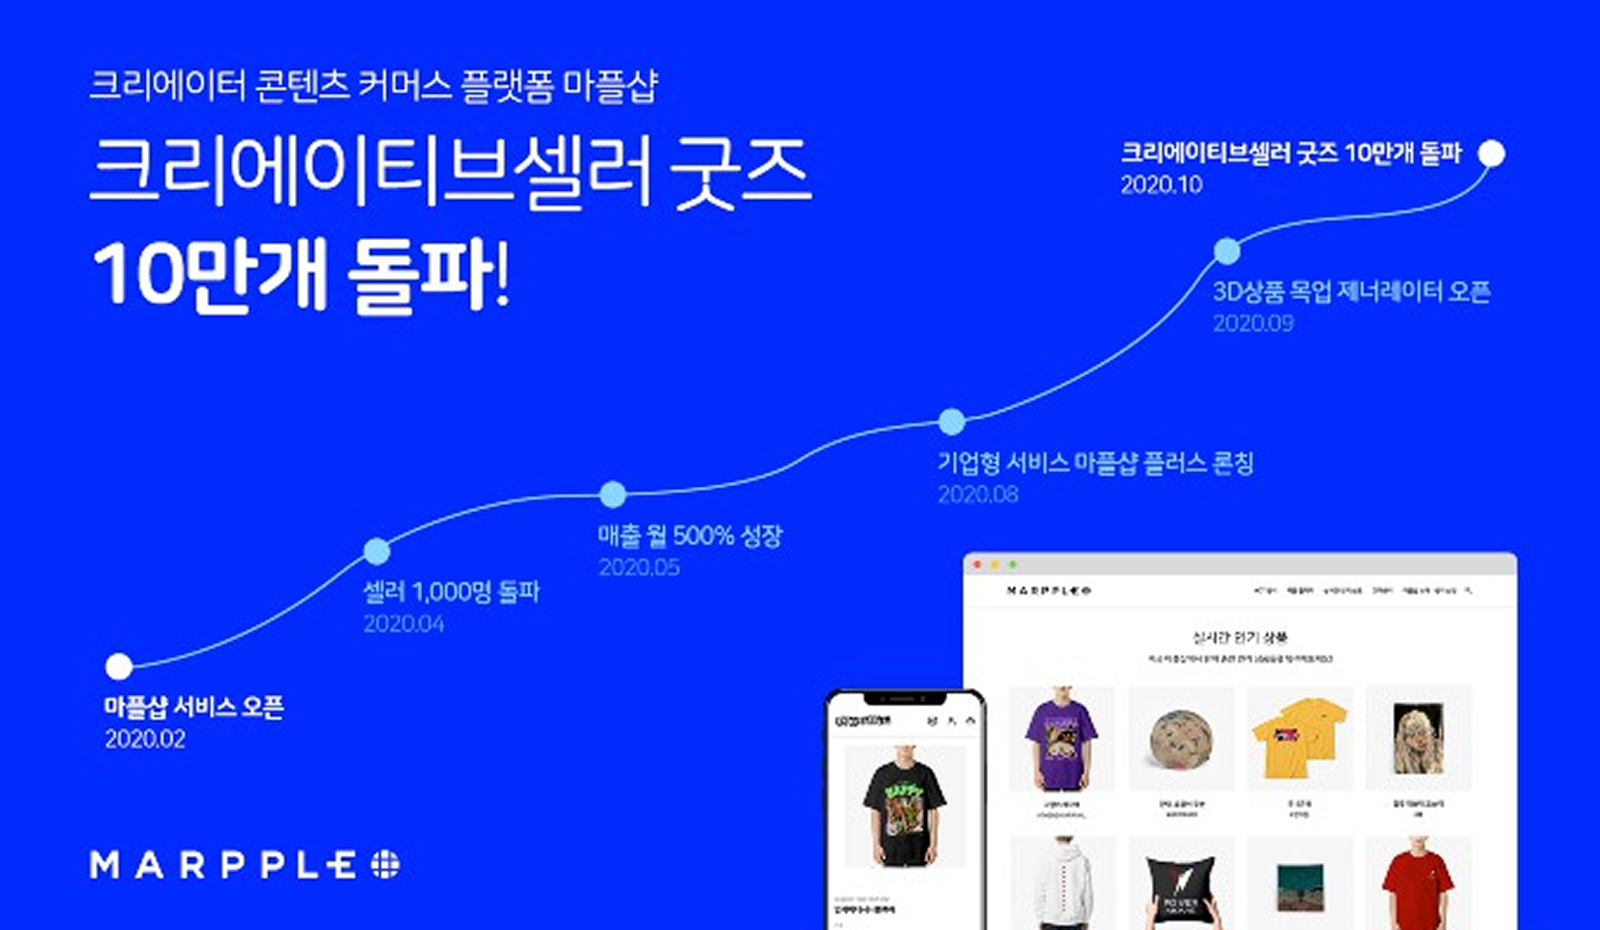 크리에이터 콘텐츠 커머스 플랫폼 마플샵
크리에이티브셀러 굿즈
10만개 돌파!
크리에이티브셀러 굿즈 10만개 돌파
2020.10
3D상품 목업 제너레이터 오픈
2020.09
기업형 서비스 마플샵 플러스 론칭
2020.08
매출 월 500% 성장
2020.05
셀러 1,000명 돌파
2020.04
마플샵 서비스 오픈
2020.02
MARPPLE
MARPPLE
실시간 인기 상품